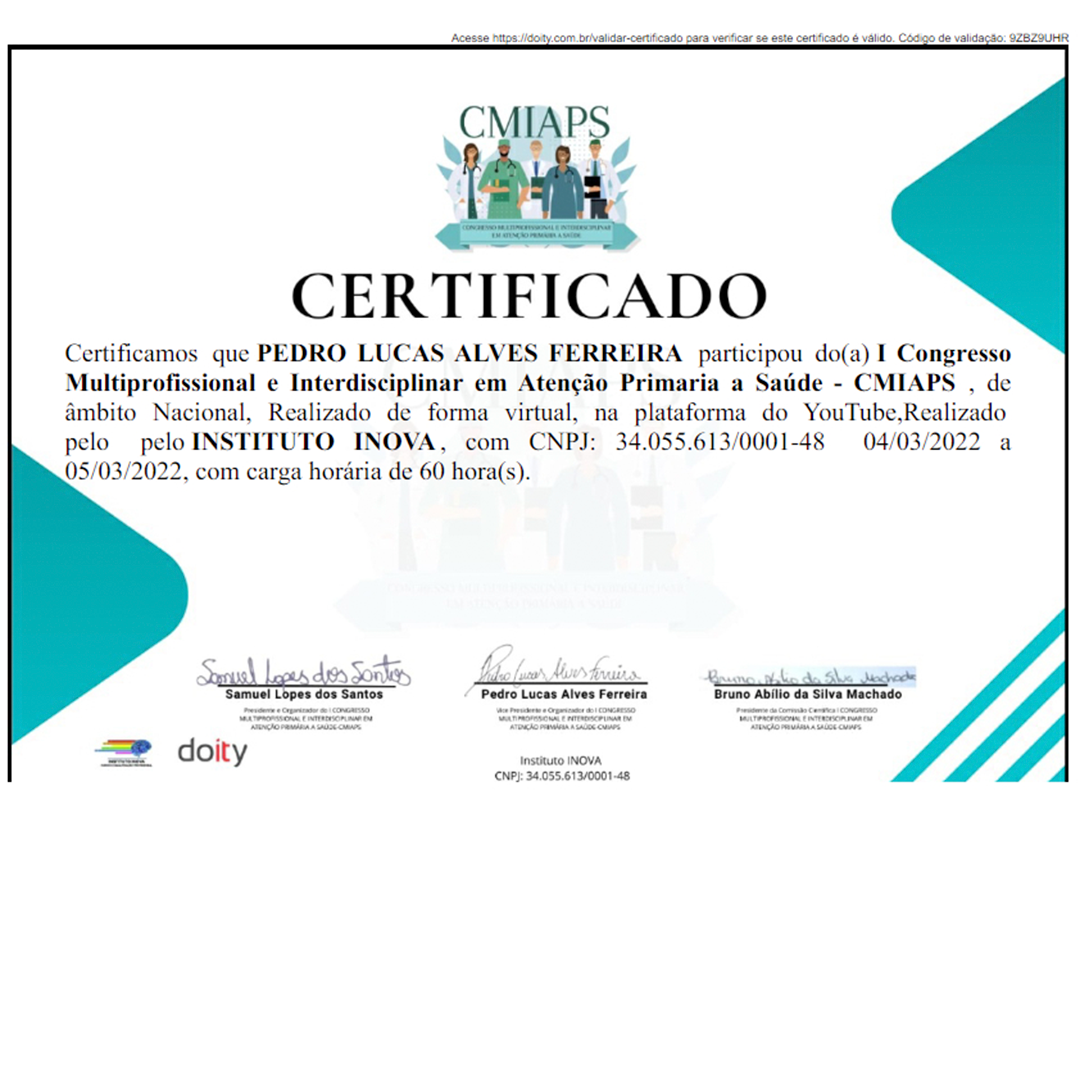 Acesse https://doity.com.br/validar-certificado para verificar se este certificado é válido. Código de validação: 9ZBZ9UHR
CMIAPS
CONGRESSO MULTIPROFISSIONAL E INTERDISCIPLINAR
EM ATENÇÃO PRIMÁRIA A SAÚDE
CERTIFICADO
Certificamos que PEDRO LUCAS ALVES FERREIRA participou do(a) I Congresso
Multiprofissional e Interdisciplinar em Atenção Primaria a Saúde - CMIAPS , de
âmbito Nacional, Realizado de forma virtual, na plataforma do YouTube,Realizado
pelo pelo INSTITUTO INOVA, com CNPJ: 34.055.613/0001-48 04/03/2022 a
05/03/2022, com carga horária de 60 hora(s).
Samuel Lopes dos Santos Pedro Lucas Alves Ferreira Bruno Abílio da Silva Machado
Samuel Lopes dos Santos Pedro Lucas Alves Ferreira Bruno Abílio da Silva Machado
Presidente e Organizador do I CONGRESSO Vice Presidente e Organizador do I CONGRESSO Presidente da Comissão Científica I CONGRESSO
MULTIPROFISSIONAL E INTERDISCIPLINAR EM MULTIPROFISSIONAL E INTERDISCIPLINAR EM MULTIPROFISSIONAL E INTERDISCIPLINAR EM
ATENÇÃO PRIMÁRIA A SAÚDE-CMIAPS ATENÇÃO PRIMÁRIA A SAÚDE-CMIAPS ATENÇÃO PRIMÁRIA A SAÚDE-CMIAPS
INSTITUTO INOVA
doity
Instituto INOVA
CNPJ: 34.055.613/0001-48